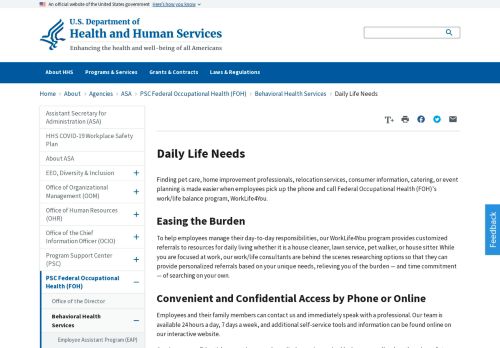 An official website of the United States government Here's how you know
U.S. Department of
Health and Human Services
Enhancing the health and well-being of all Americans
About HHS Programs & Services Grants & Contracts Laws & Regulations
Home > About > Agencies > ASA > PSC Federal Occupational Health (FOH) > Behavioral Health Services > Daily Life Needs
Assistant Secretary for
Administration (ASA)
HHS COVID-19 Workplace Safety
Plan
About ASA
EEO, Diversity & Inclusion
Office of Organizational
Management (OOM)
Office of Human Resources
(OHR)
Office of the Chief
Information Officer (OCIO)
Program Support Center
(PSC)
PSC Federal Occupational
Health (FOH)
Office of the Director
Behavioral Health
Services
Employee Assistant Program (EAP)
T+
Daily Life Needs
Finding pet care, home improvement professionals, relocation services, consumer information, catering, or event
planning is made easier when employees pick up the phone and call Federal Occupational Health (FOH)'s
work/life balance program, WorkLife4You.
Easing the Burden
To help employees manage their day-to-day responsibilities, our WorkLife4You program provides customized
referrals to resources for daily living whether it is a house cleaner, lawn service, pet walker, or house sitter. While
you are focused at work, our work/life consultants are behind the scenes researching options so that they can
provide personalized referrals based on your unique needs, relieving you of the burden — and time commitment
— of searching on your own.
Convenient and Confidential Access by Phone or Online
Employees and their family members can contact us and immediately speak with a professional. Our team is
available 24 hours a day, 7 days a week, and additional self-service tools and information can be found online on
our interactive website.
Feedback